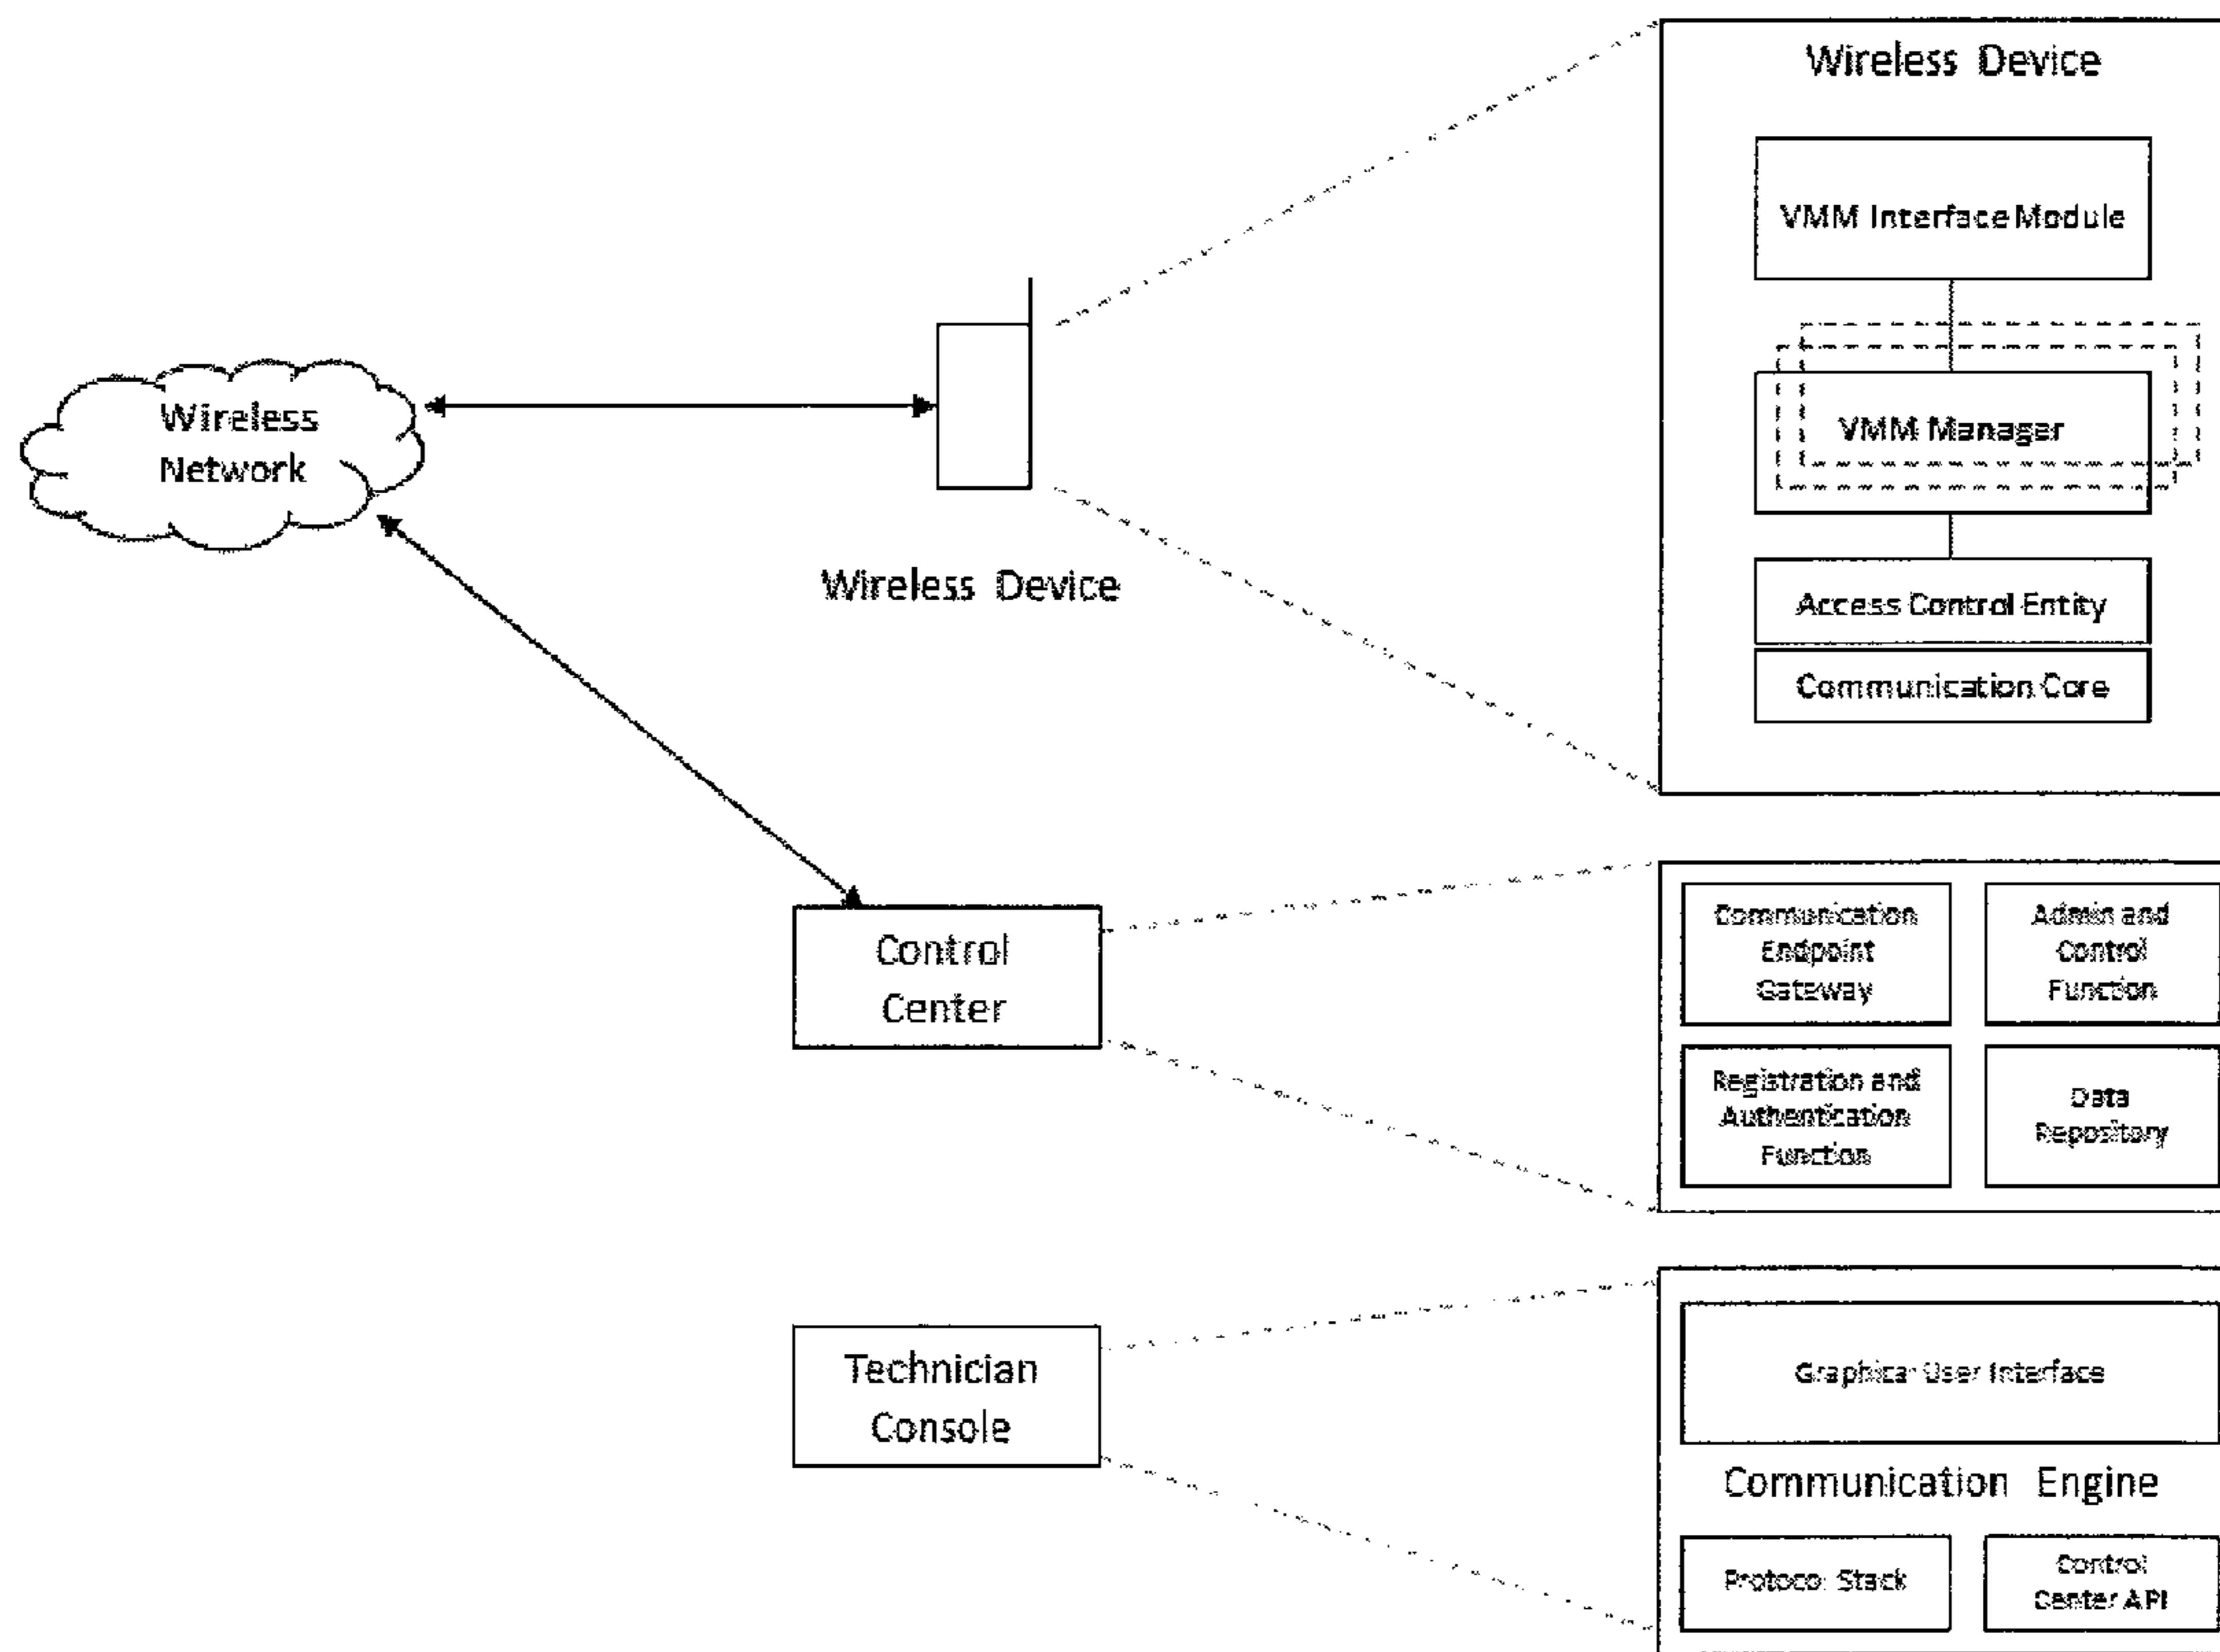 Wireless Device
VMM Interface Module
VMM Manager
Access Control Entity
Communication Core
Wireless
Network
Wireless Device
Control
Center
Communication
Endpoint
Gateway
Admin and
Control
Function
Registration and
Authentication
Function
Data
Repository
Technician
Console
Graphical User Interface
Communication Engine
Protocol Stack
Control
Center API